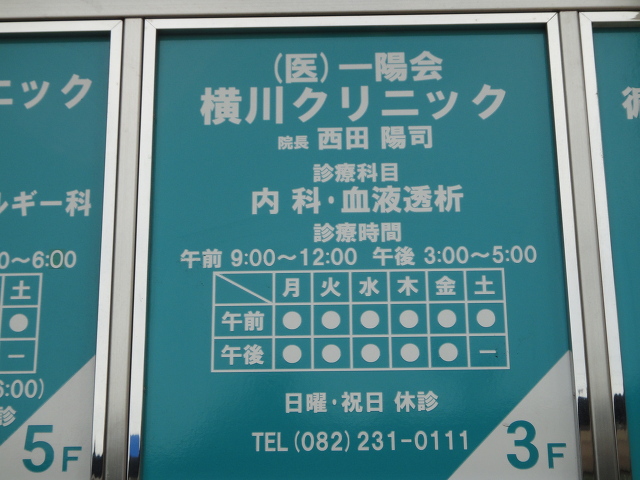 (医)一陽会
横川クリニック
院長 西田 陽司
診療科目
内科・血液透析
診療時間
午前 9:00〜12:00 午後 3:00〜5:00
月 火 水 木 金 土
午前 ● ● ● ● ● ●
午後 ● ● ● ● ● ー
日曜・祝日 休診
TEL(082)231-0111
3F
ニック
ルギー科
0〜6:00
土
●
ー
6:00)
診
5F
循